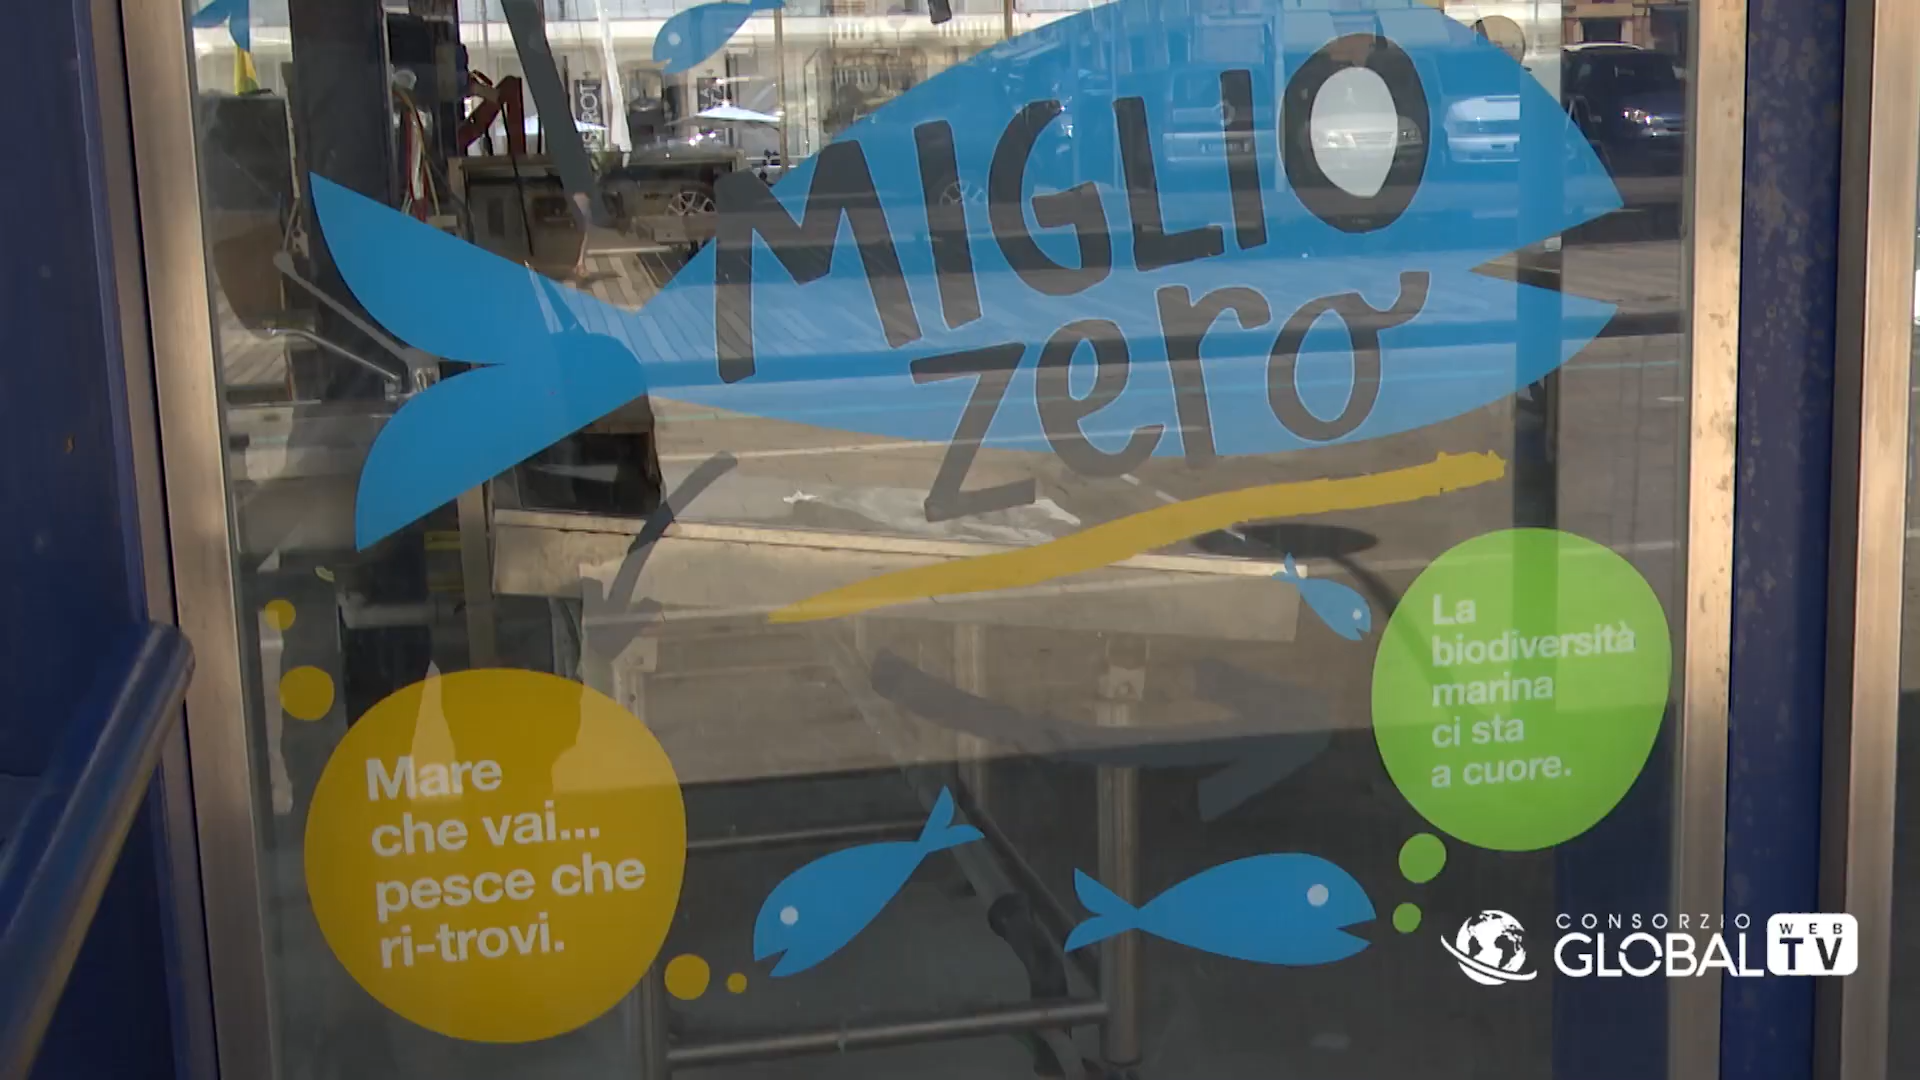 MIGLIO
zero
La
biodiversità
marina
ci sta
a cuore.
Mare
che vai...
pesce che
ri-trovi.
CONSORZIO
GLOBAL WEB TV